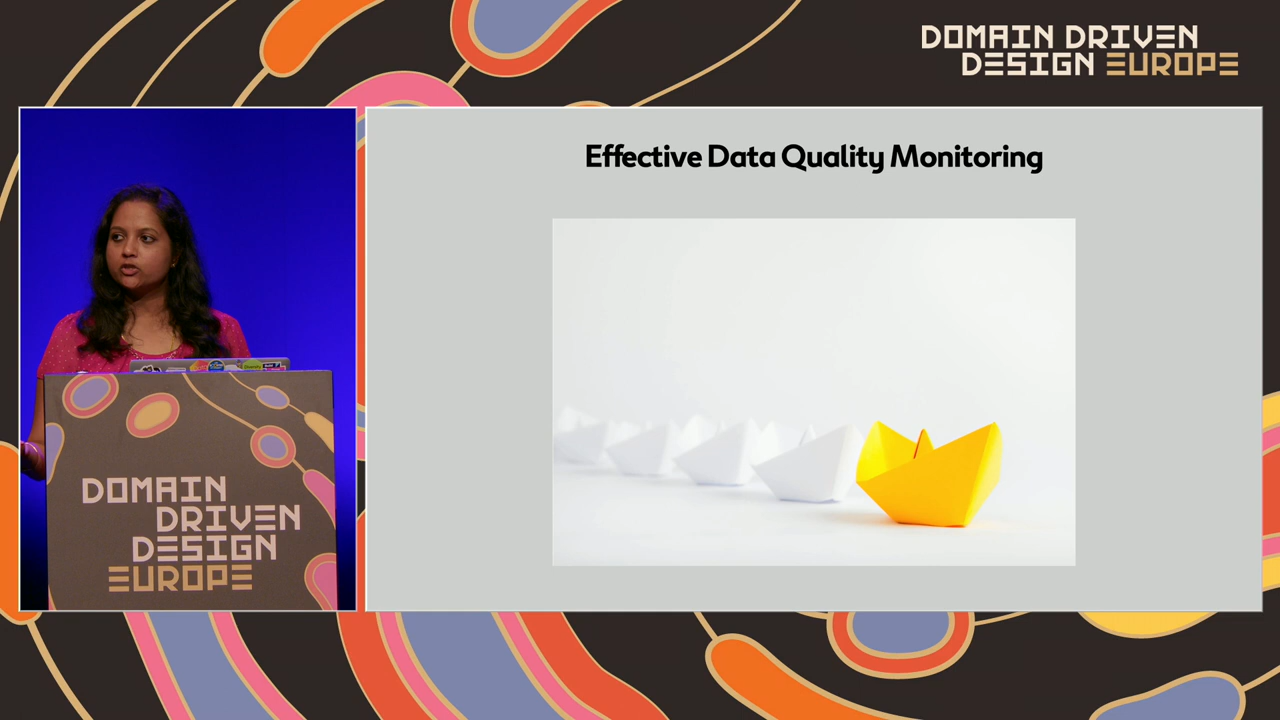 DOMAIN DRIVEN
DESIGN EUROPE
Effective Data Quality Monitoring
DOMAIN
DRIVEN
DESIGN
EUROPE